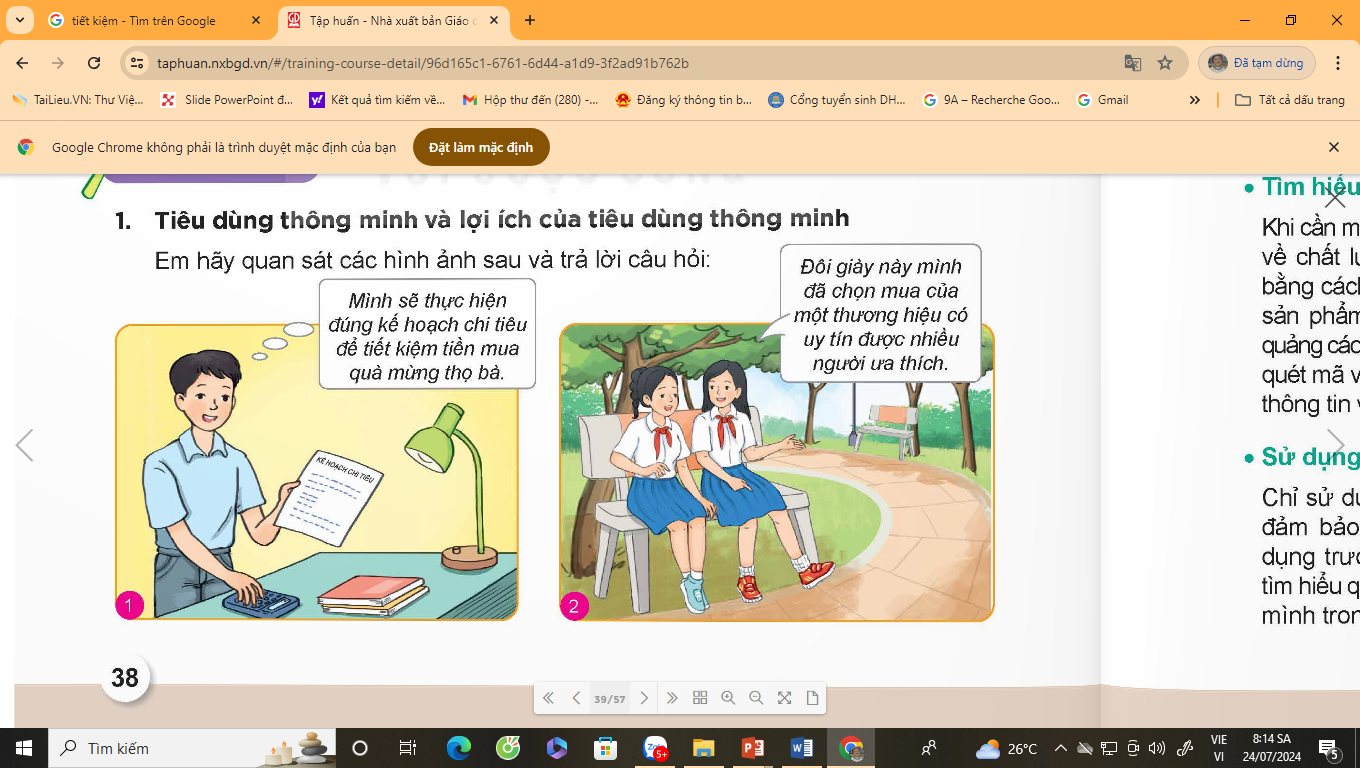 tiết kiệm - Tìm trên Google
Tập huấn - Nhà xuất bản Giáo
taphuan.nxbgd.vn/#/training-course-detail/96d165c1-6761-6d44-a1d9-3f2ad91b762b
Đã tạm dừng
TaiLieu.VN: Thư Việ...
Slide PowerPoint đ...
Kết quả tìm kiếm về...
Hộp thư đến (280) -...
Đăng ký thông tin b...
Cổng tuyển sinh DH...
9A – Recherche Goo...
Gmail
Tất cả dấu trang
Google Chrome không phải là trình duyệt mặc định của bạn
Đặt làm mặc định
1. Tiêu dùng thông minh và lợi ích của tiêu dùng thông minh
Em hãy quan sát các hình ảnh sau và trả lời câu hỏi:
Mình sẽ thực hiện
đúng kế hoạch chi tiêu
để tiết kiệm tiền mua
quà mừng thọ bà.
KẾ HOẠCH CHI TIÊU
1
Đôi giày này mình
đã chọn mua của
một thương hiệu có
uy tín được nhiều
người ưa thích.
2
38
• Tìm hiểu
Khi cần m
về chất lư
bằng cách
sản phẩm
quảng cáo
quét mã v
thông tin v
• Sử dụng
Chỉ sử dụ
đảm bảo
dụng trướ
tìm hiểu q
mình tron
39/57
Tìm kiếm
5+
26°C
VIE
VI
8:14 SA
24/07/2024
5